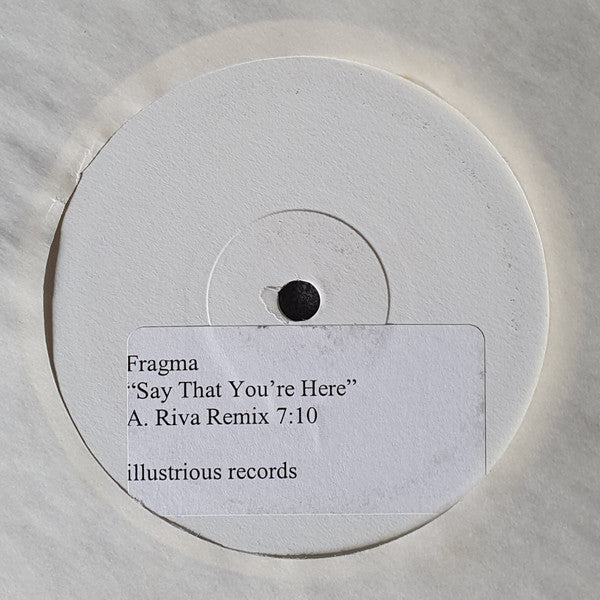 Fragma
“Say That You’re Here”
A. Riva Remix 7:10
illustrious records